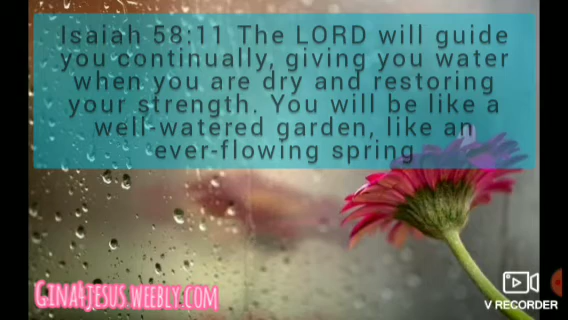 Isaiah 58:11 The LORD will guide
you continually, giving you water
when you are dry and restoring
your strength. You will be like a
well-watered garden, like an
ever-flowing spring
Gina4jesus.weebly.com
V RECORDER